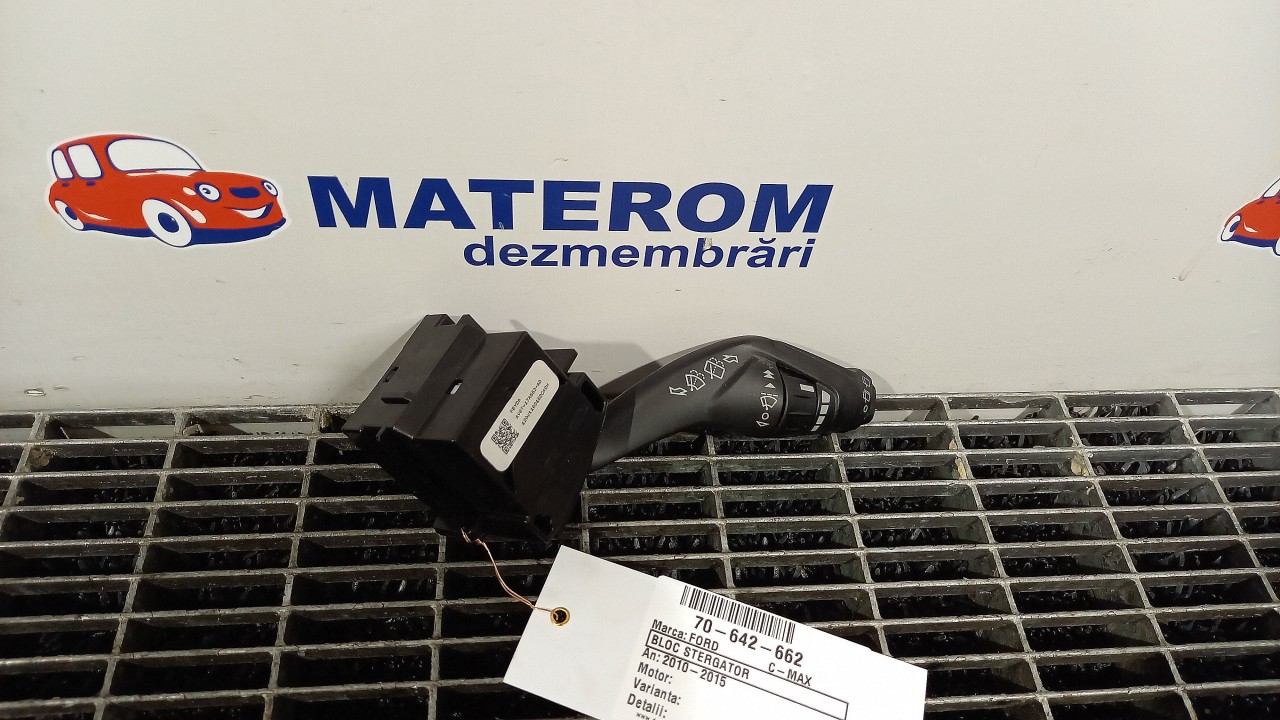 MATEROM
dezmembrări
70-642-662
Marca: FORD C-MAX
BLOC STERGATOR
An: 2010-2015
Motor:
Varianta:
Detalii: